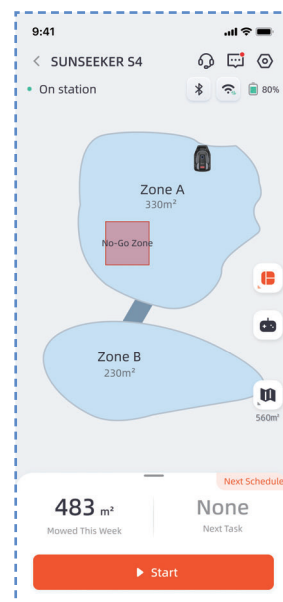 9:41
SUNSEEKER S4
On station
80%
Zone A
330m²
No-Go Zone
Zone B
230m²
560m²
Next Schedule
483 m²
None
Mowed This Week
Next Task
Start